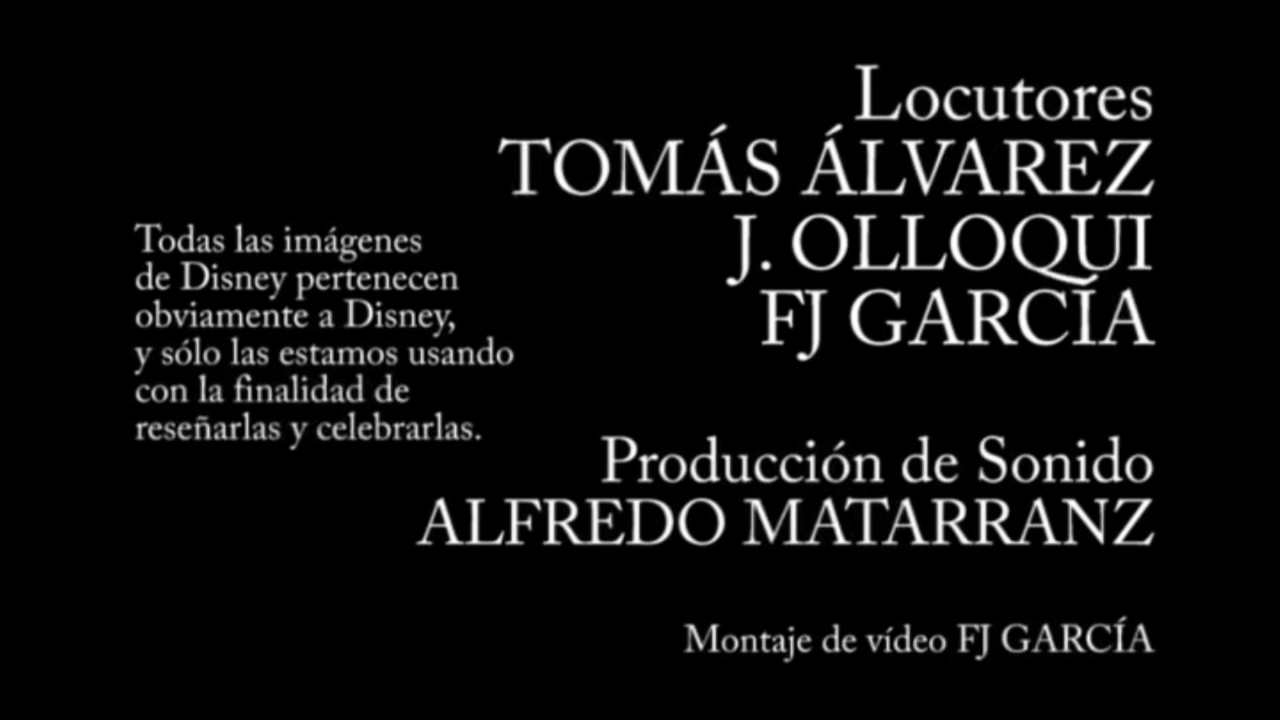 Locutores
TOMÁS ÁLVAREZ
J. OLLOQUI
FJ GARCÍA
Todas las imágenes
de Disney pertenecen
obviamente a Disney,
y sólo las estamos usando
con la finalidad de
reseñarlas y celebrarlas.
Producción de Sonido
ALFREDO MATARRANZ
Montaje de vídeo FJ GARCÍA